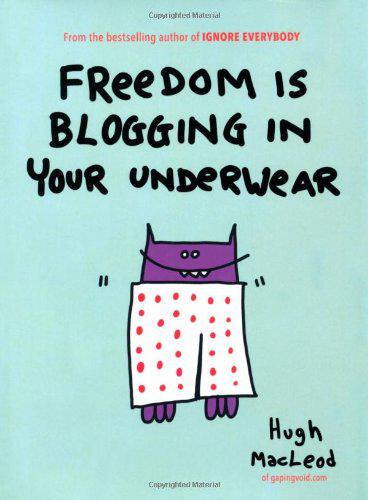 Copyrighted Material
From the bestselling author of IGNORE EVERYBODY
FREEDOM IS
BLOGGING IN
YOUR UNDERWEAR
" "
Hugh
MacLeod
of gapingvoid.com
Copyrighted Material